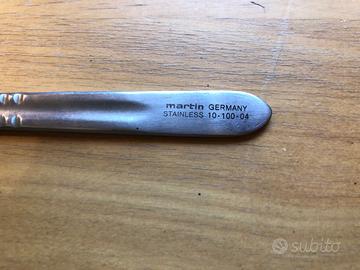 martin GERMANY
STAINLESS 10-100-04
subito